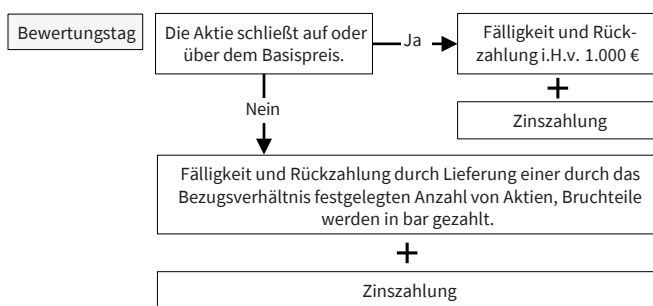 Bewertungstag
Die Aktie schließt auf oder
über dem Basispreis.
Ja
Fälligkeit und Rück-
zahlung i.H.v. 1.000 €
+
Zinszahlung
Nein
Fälligkeit und Rückzahlung durch Lieferung einer durch das
Bezugsverhältnis festgelegten Anzahl von Aktien, Bruchteile
werden in bar gezahlt.
+
Zinszahlung